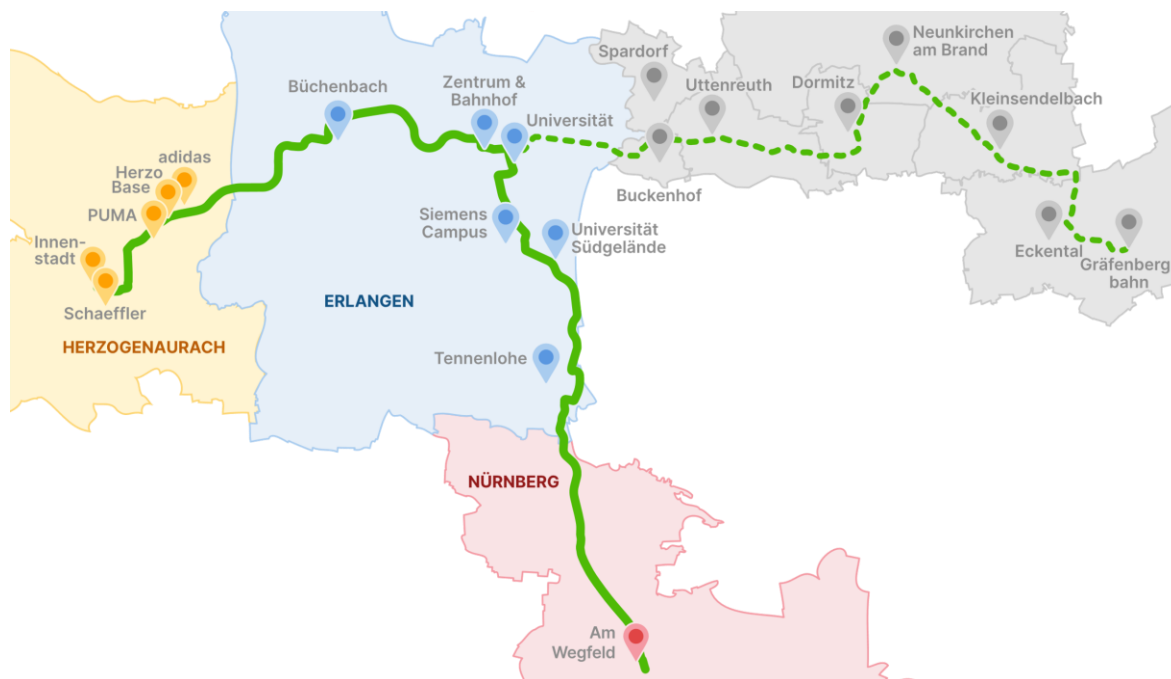 Neunkirchen
am Brand
Spardorf
Zentrum &
Bahnhof
Büchenbach
Uttenreuth
Dormitz
Kleinsendelbach
Universität
adidas
Herzo
Base
PUMA
Buckenhof
Siemens
Campus
Universität
Südgelände
Innen-
stadt
Eckental
Gräfenberg
bahn
Schaeffler
ERLANGEN
HERZOGENAURACH
Tennenlohe
NÜRNBERG
Am
Wegfeld